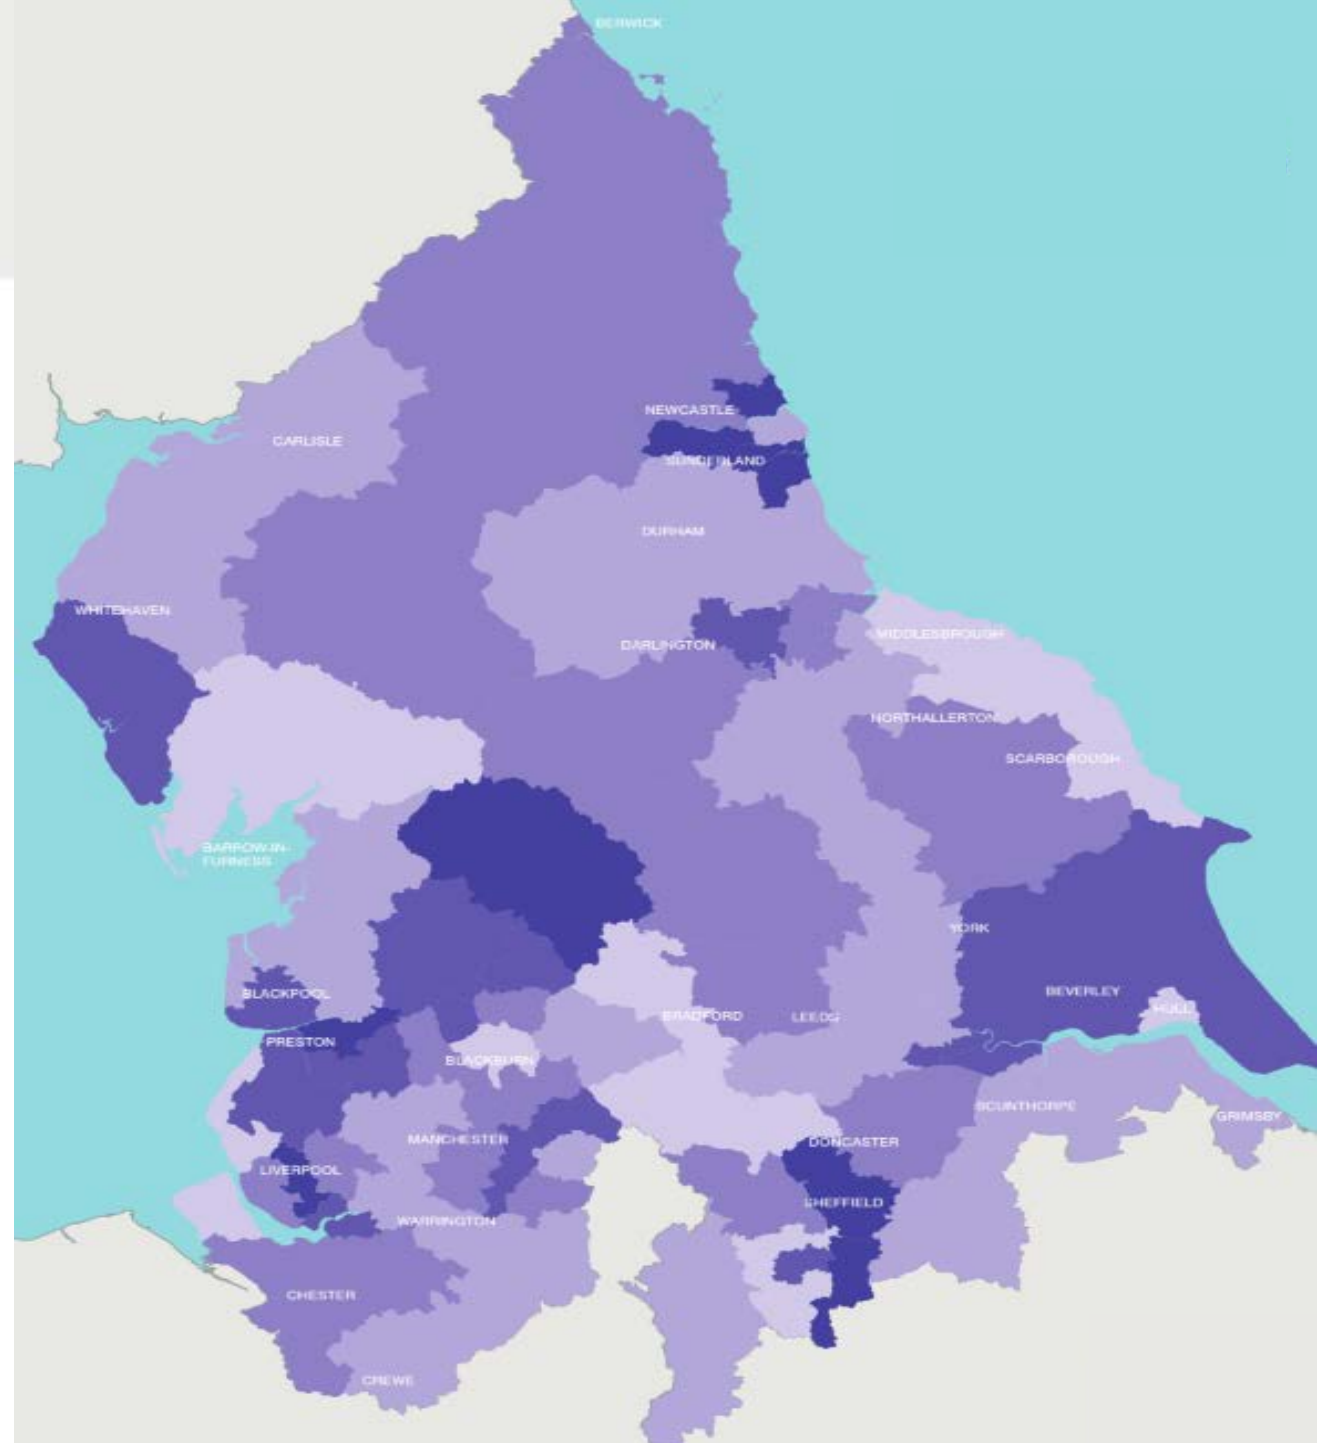 BERWICK
NEWCASTLE
CARLISLE
SUNDERLAND
DURHAM
WHITEHAVEN
MIDDLESBROUGH
DARLINGTON
NORTHALLERTON
SCARBOROUGH
BARROW-IN-
FURNESS
YORK
BLACKPOOL
BEVERLEY
HULL
BRADFORD
LEEDS
PRESTON
BLACKBURN
SCUNTHORPE
GRIMSBY
MANCHESTER
DONCASTER
LIVERPOOL
SHEFFIELD
WARRINGTON
CHESTER
CREWE